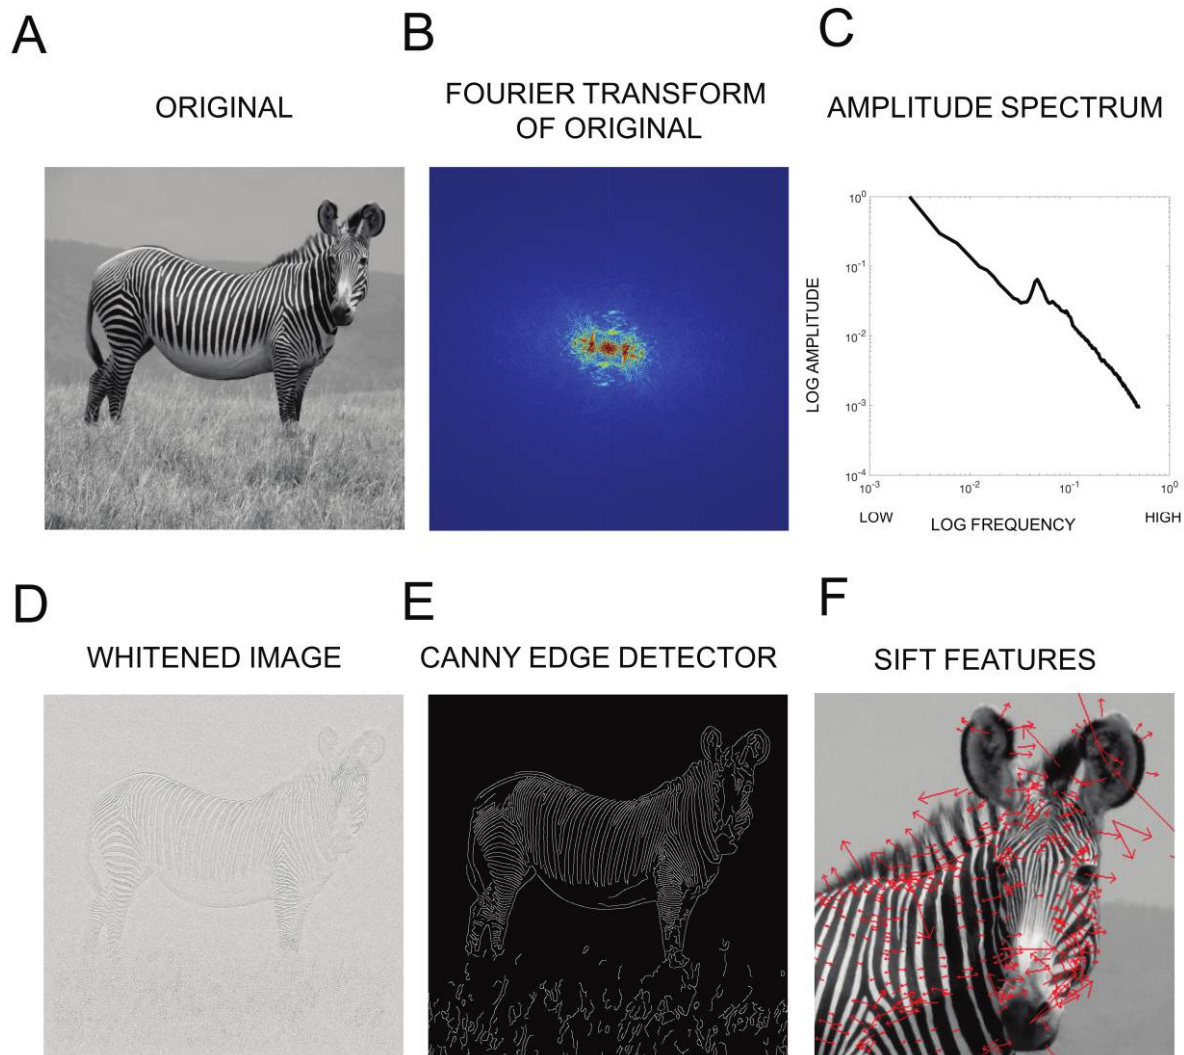 A
ORIGINAL
B
FOURIER TRANSFORM
OF ORIGINAL
C
AMPLITUDE SPECTRUM
LOG AMPLITUDE
10^0
10^-1
10^-2
10^-3
10^-4
10^-3
10^-2
10^-1
10^0
LOW
LOG FREQUENCY
HIGH
D
WHITENED IMAGE
E
CANNY EDGE DETECTOR
F
SIFT FEATURES